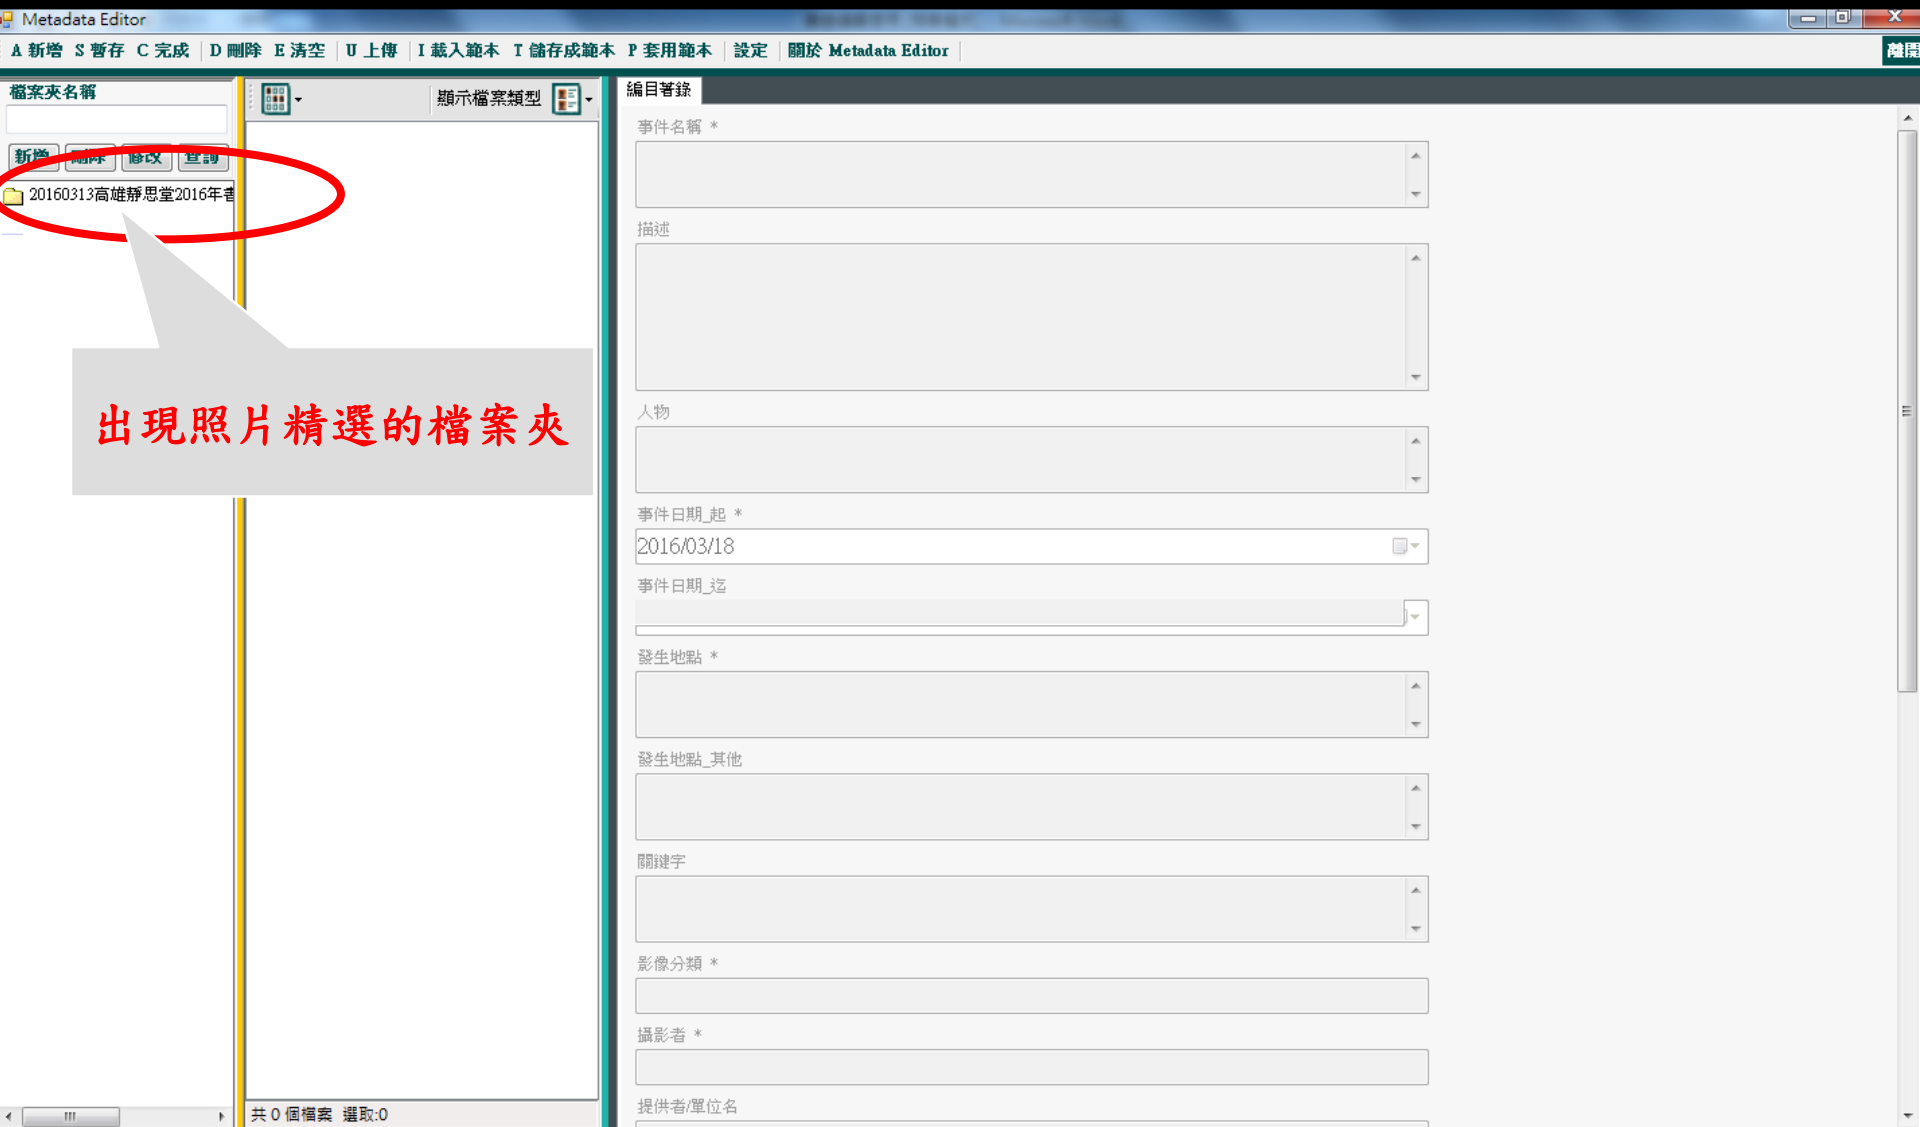 Metadata Editor
A 新增 S 暫存 C 完成 D 刪除 E 清空 U 上傳 I 載入範本 T 儲存成範本 P 套用範本 設定 關於 Metadata Editor 離開
檔案夾名稱
新增 刪除 修改 查詢
20160313高雄靜思堂2016年書
顯示檔案類型
出現照片精選的檔案夾
共 0 個檔案 選取:0
編目著錄
事件名稱 *
描述
人物
事件日期_起 *
2016/03/18
事件日期_迄
發生地點 *
發生地點_其他
關鍵字
影像分類 *
攝影者 *
提供者/單位名